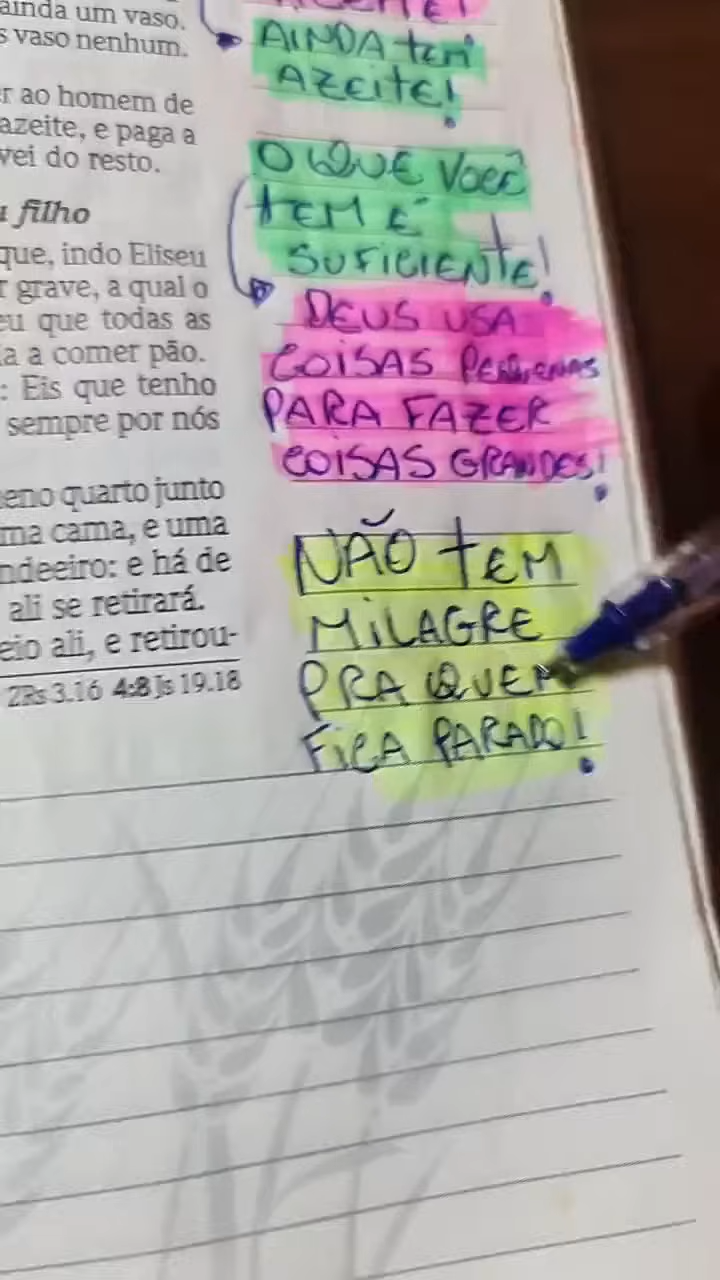 ainda um vaso.
s vaso nenhum.
r ao homem de
azeite, e paga a
vei do resto.
filho
que, indo Eliseu
r grave, a qual o
eu que todas as
ia a comer pão.
: Eis que tenho
sempre por nós
eno quarto junto
ma cama, e uma
ndeeiro: e há de
ali se retirará.
eio ali, e retirou-
2Rs 3.16 4:8 Js 19.18
AINDA TEM
AZEITE!
O QUE VOCÊ
TEM É
SUFICIENTE!
DEUS USA
COISAS PEQUENAS
PARA FAZER
COISAS GRANDES!
NÃO TEM
MILAGRE
PRA QUEM
FICA PARADO!